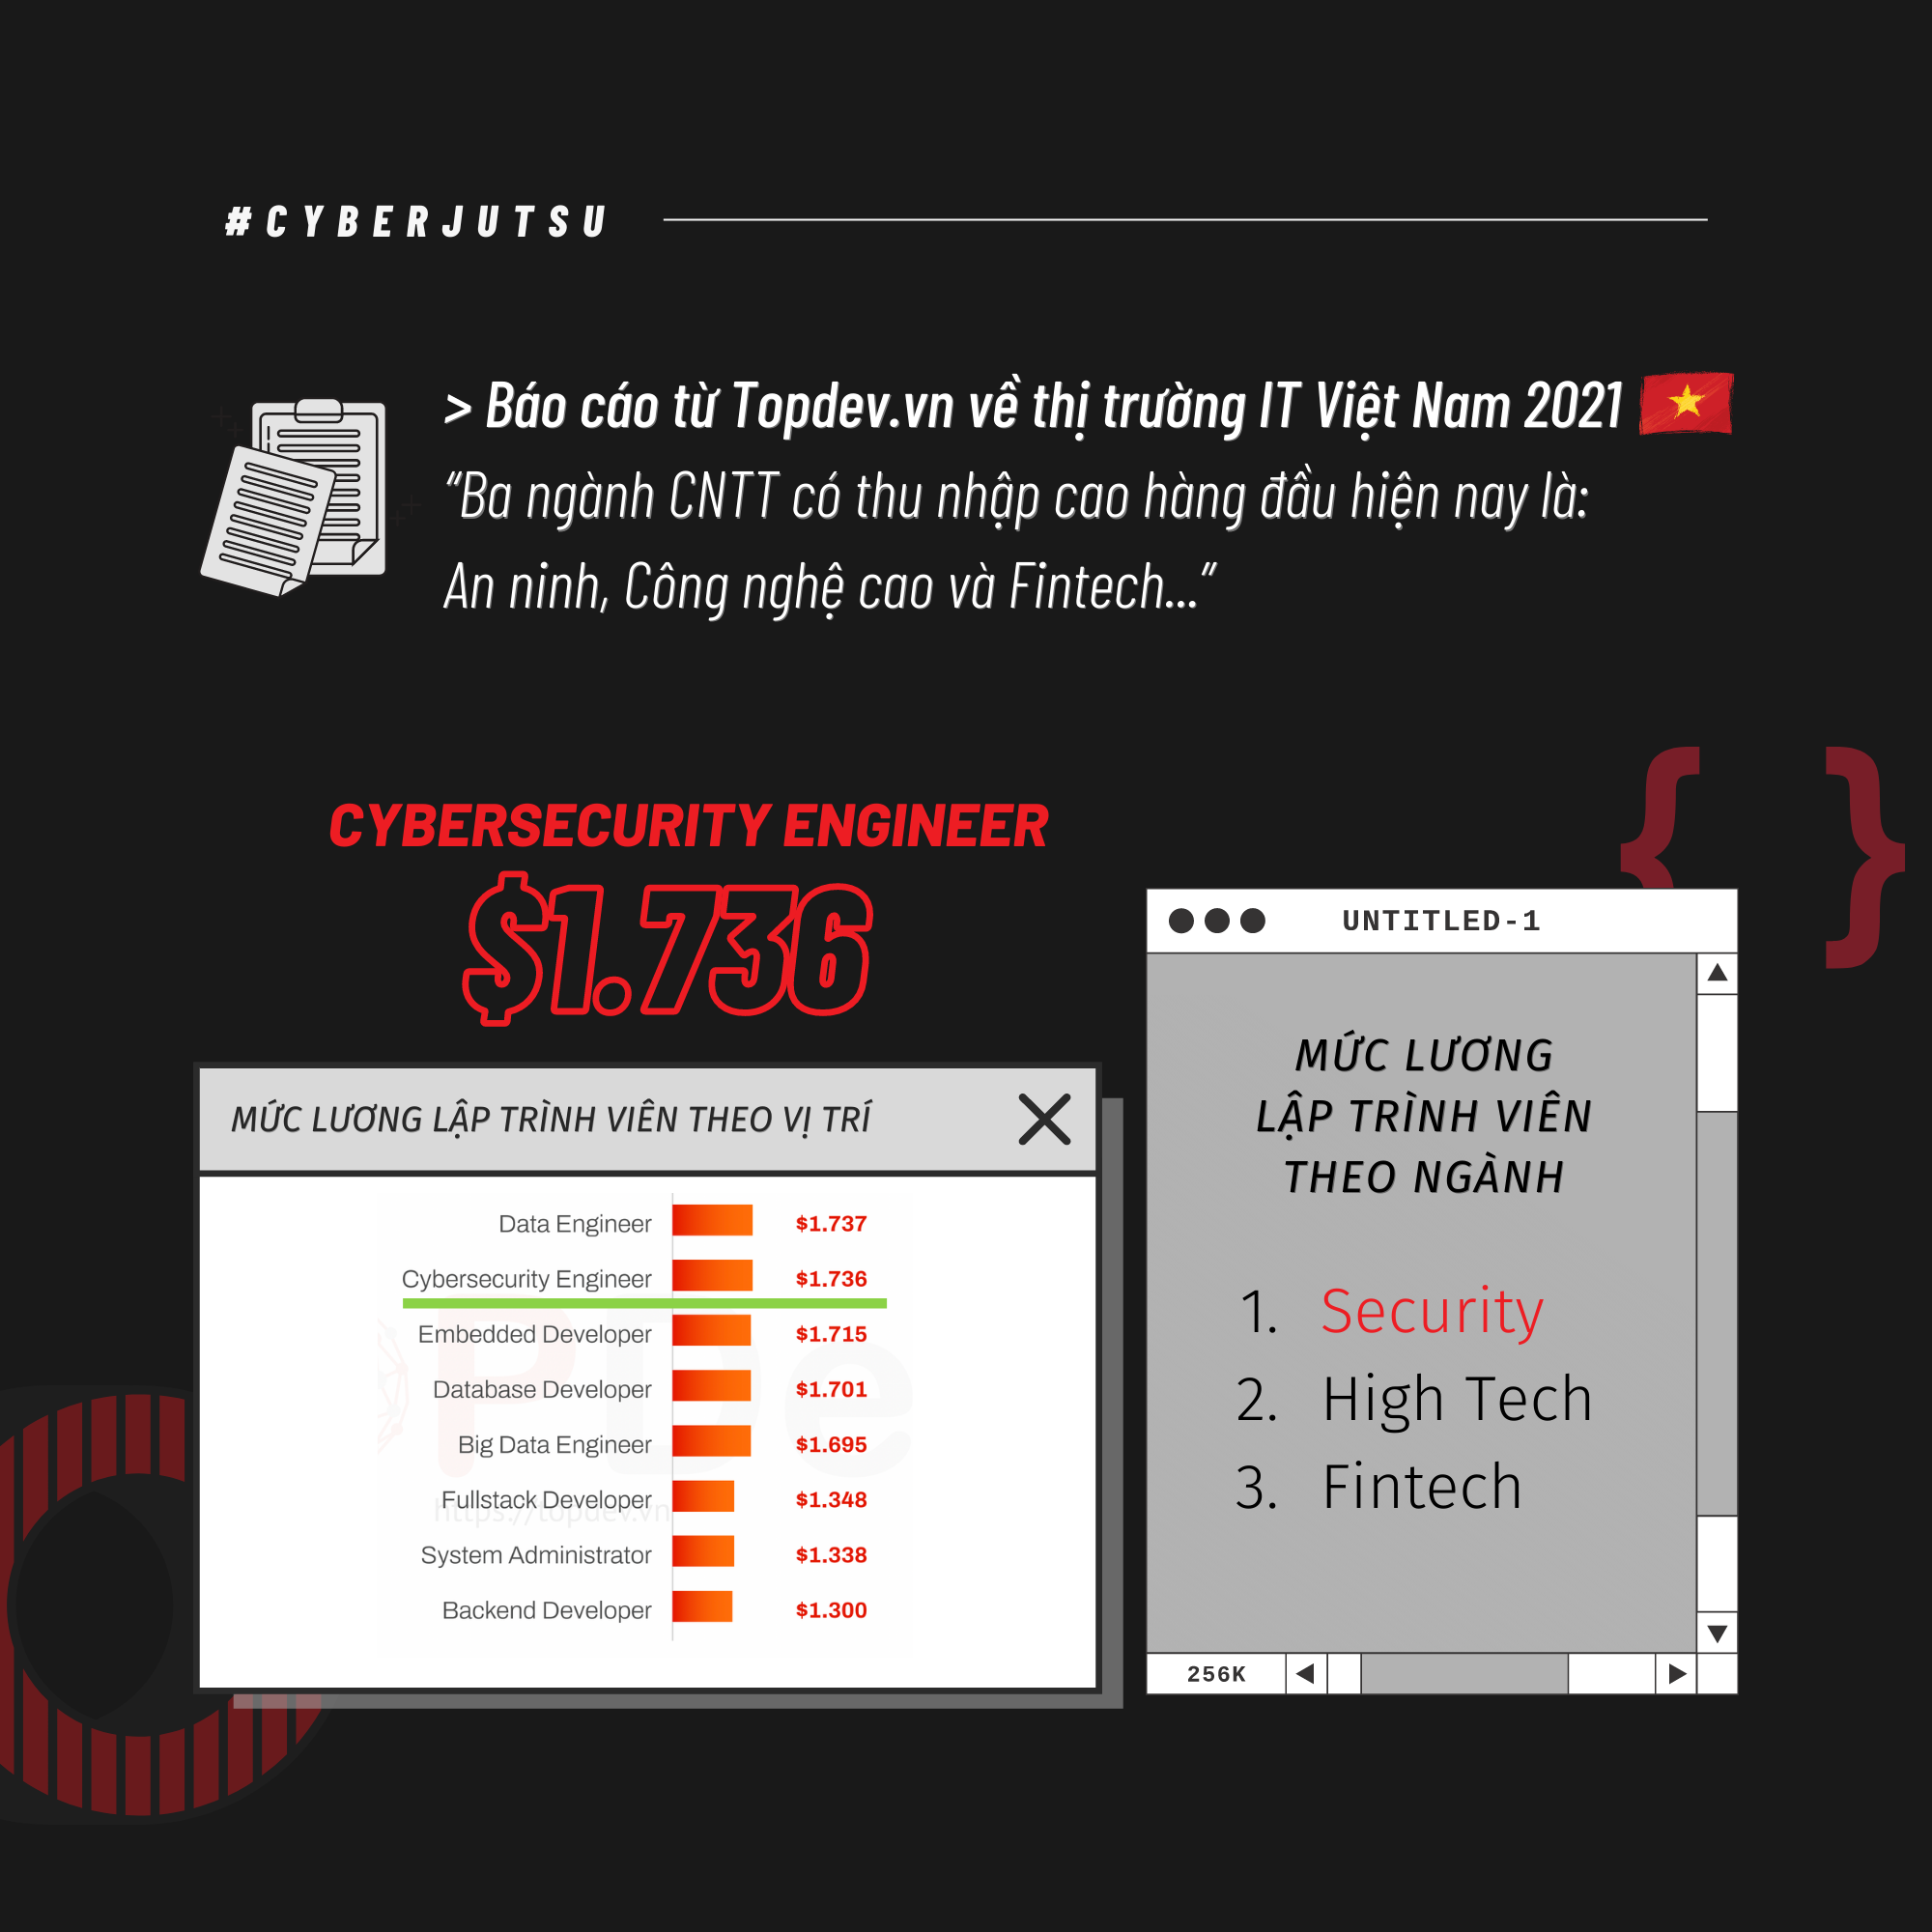 #CYBERJUTSU
> Báo cáo từ Topdev.vn về thị trường IT Việt Nam 2021
“Ba ngành CNTT có thu nhập cao hàng đầu hiện nay là:
An ninh, Công nghệ cao và Fintech...”
{ }
CYBERSECURITY ENGINEER
$1.736
MỨC LƯƠNG LẬP TRÌNH VIÊN THEO VỊ TRÍ
Data Engineer $1.737
Cybersecurity Engineer $1.736
Embedded Developer $1.715
Database Developer $1.701
Big Data Engineer $1.695
Fullstack Developer $1.348
https://topdev.vn
System Administrator $1.338
Backend Developer $1.300
PDe
UNTITLED-1
MỨC LƯƠNG
LẬP TRÌNH VIÊN
THEO NGÀNH
1. Security
2. High Tech
3. Fintech
256K